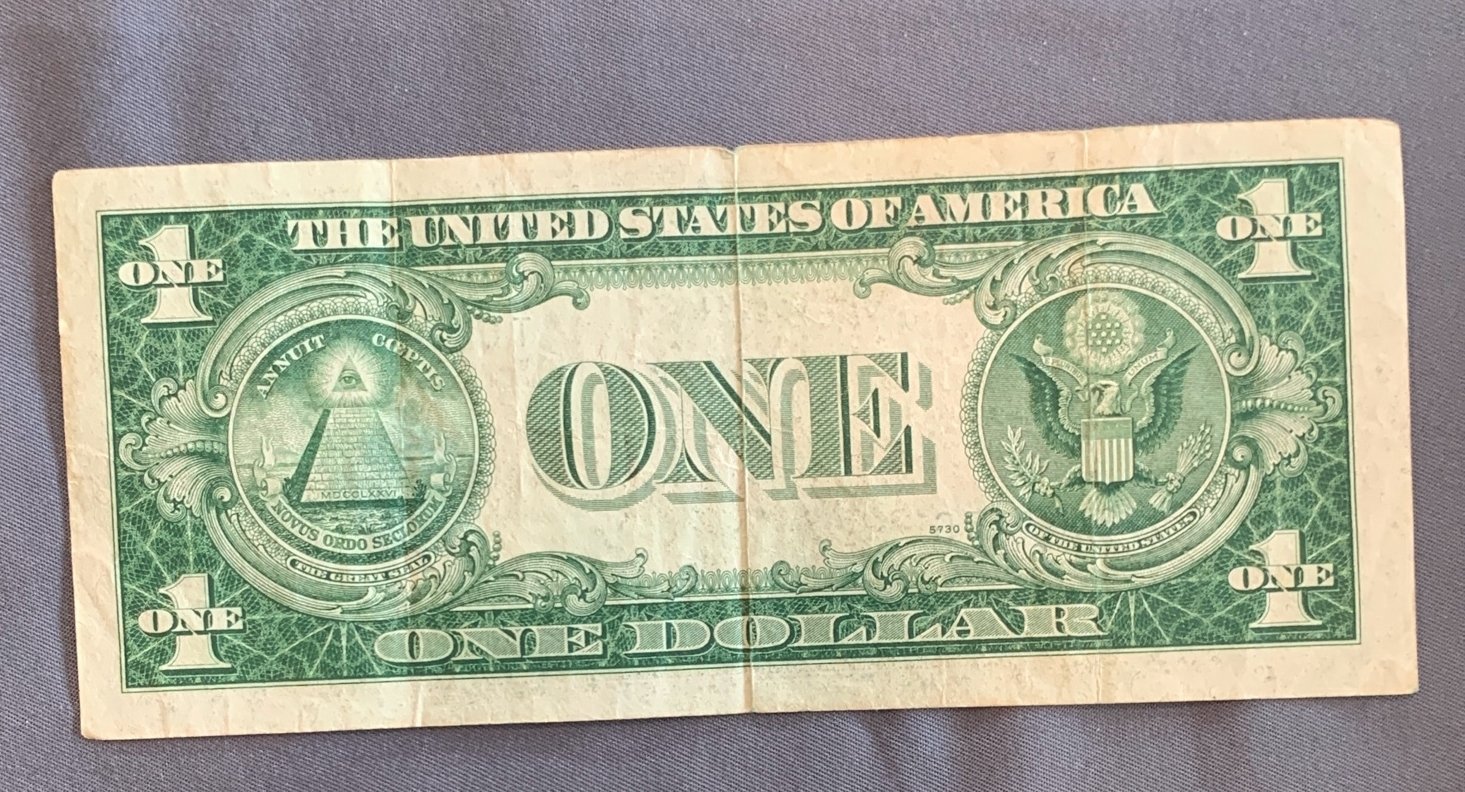 THE UNITED STATES OF AMERICA
1
ONE
1
ONE
ANNUIT CŒPTIS
MDCCLXXVI
NOVUS ORDO SECLORUM
THE GREAT SEAL
ONE
5730
OF THE UNITED STATES
1
ONE
1
ONE
ONE DOLLAR